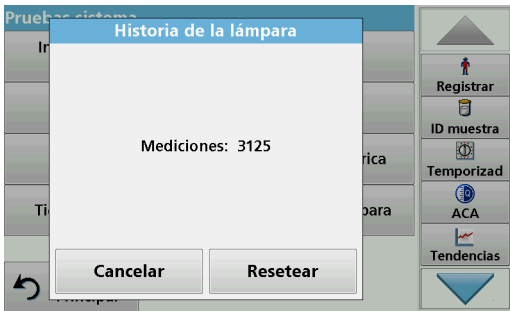 Pruebas sistema
Historia de la lámpara
Mediciones: 3125
Cancelar
Resetear
Registrar
ID muestra
Temporizad
ACA
Tendencias